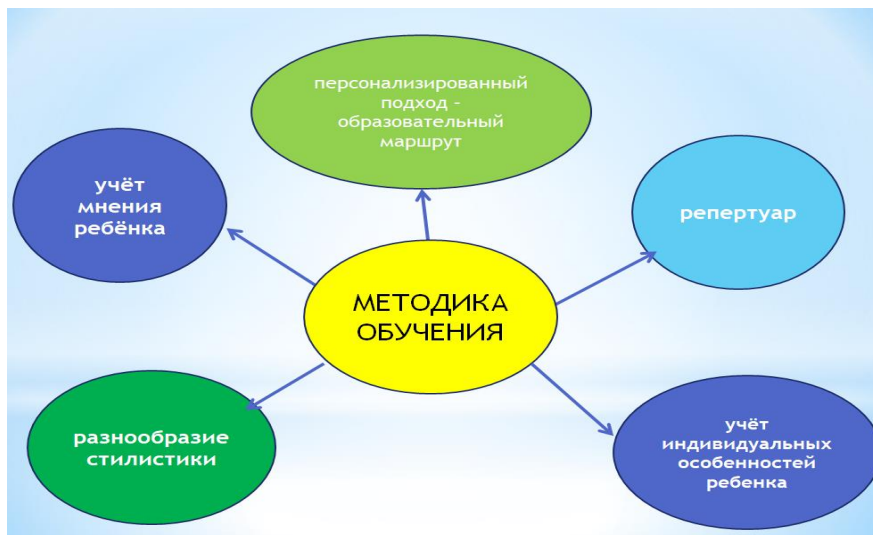 персонализированный
подход -
образовательный
маршрут
учёт
мнения
ребёнка
репертуар
МЕТОДИКА
ОБУЧЕНИЯ
разнообразие
стилистики
учёт
индивидуальных
особенностей
ребенка